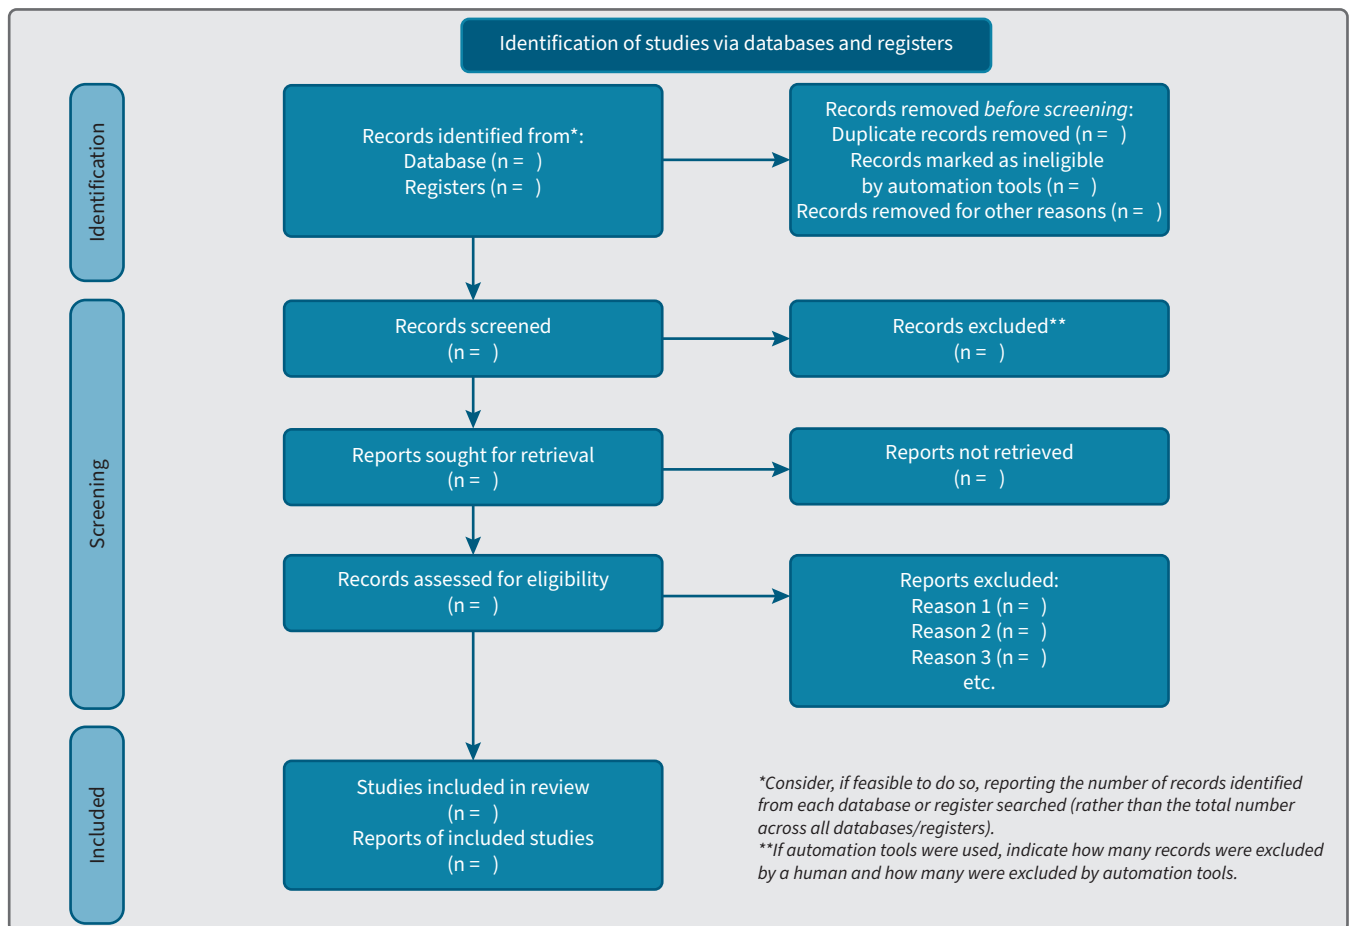 Identification of studies via databases and registers
Identification
Records identified from*:
Database (n =   )
Registers (n =   )
Records removed before screening:
Duplicate records removed (n =   )
Records marked as ineligible
by automation tools (n =   )
Records removed for other reasons (n =   )
Screening
Records screened
(n =   )
Records excluded**
(n =   )
Reports sought for retrieval
(n =   )
Reports not retrieved
(n =   )
Records assessed for eligibility
(n =   )
Reports excluded:
Reason 1 (n =   )
Reason 2 (n =   )
Reason 3 (n =   )
etc.
Included
Studies included in review
(n =   )
Reports of included studies
(n =   )
*Consider, if feasible to do so, reporting the number of records identified
from each database or register searched (rather than the total number
across all databases/registers).
**If automation tools were used, indicate how many records were excluded
by a human and how many were excluded by automation tools.